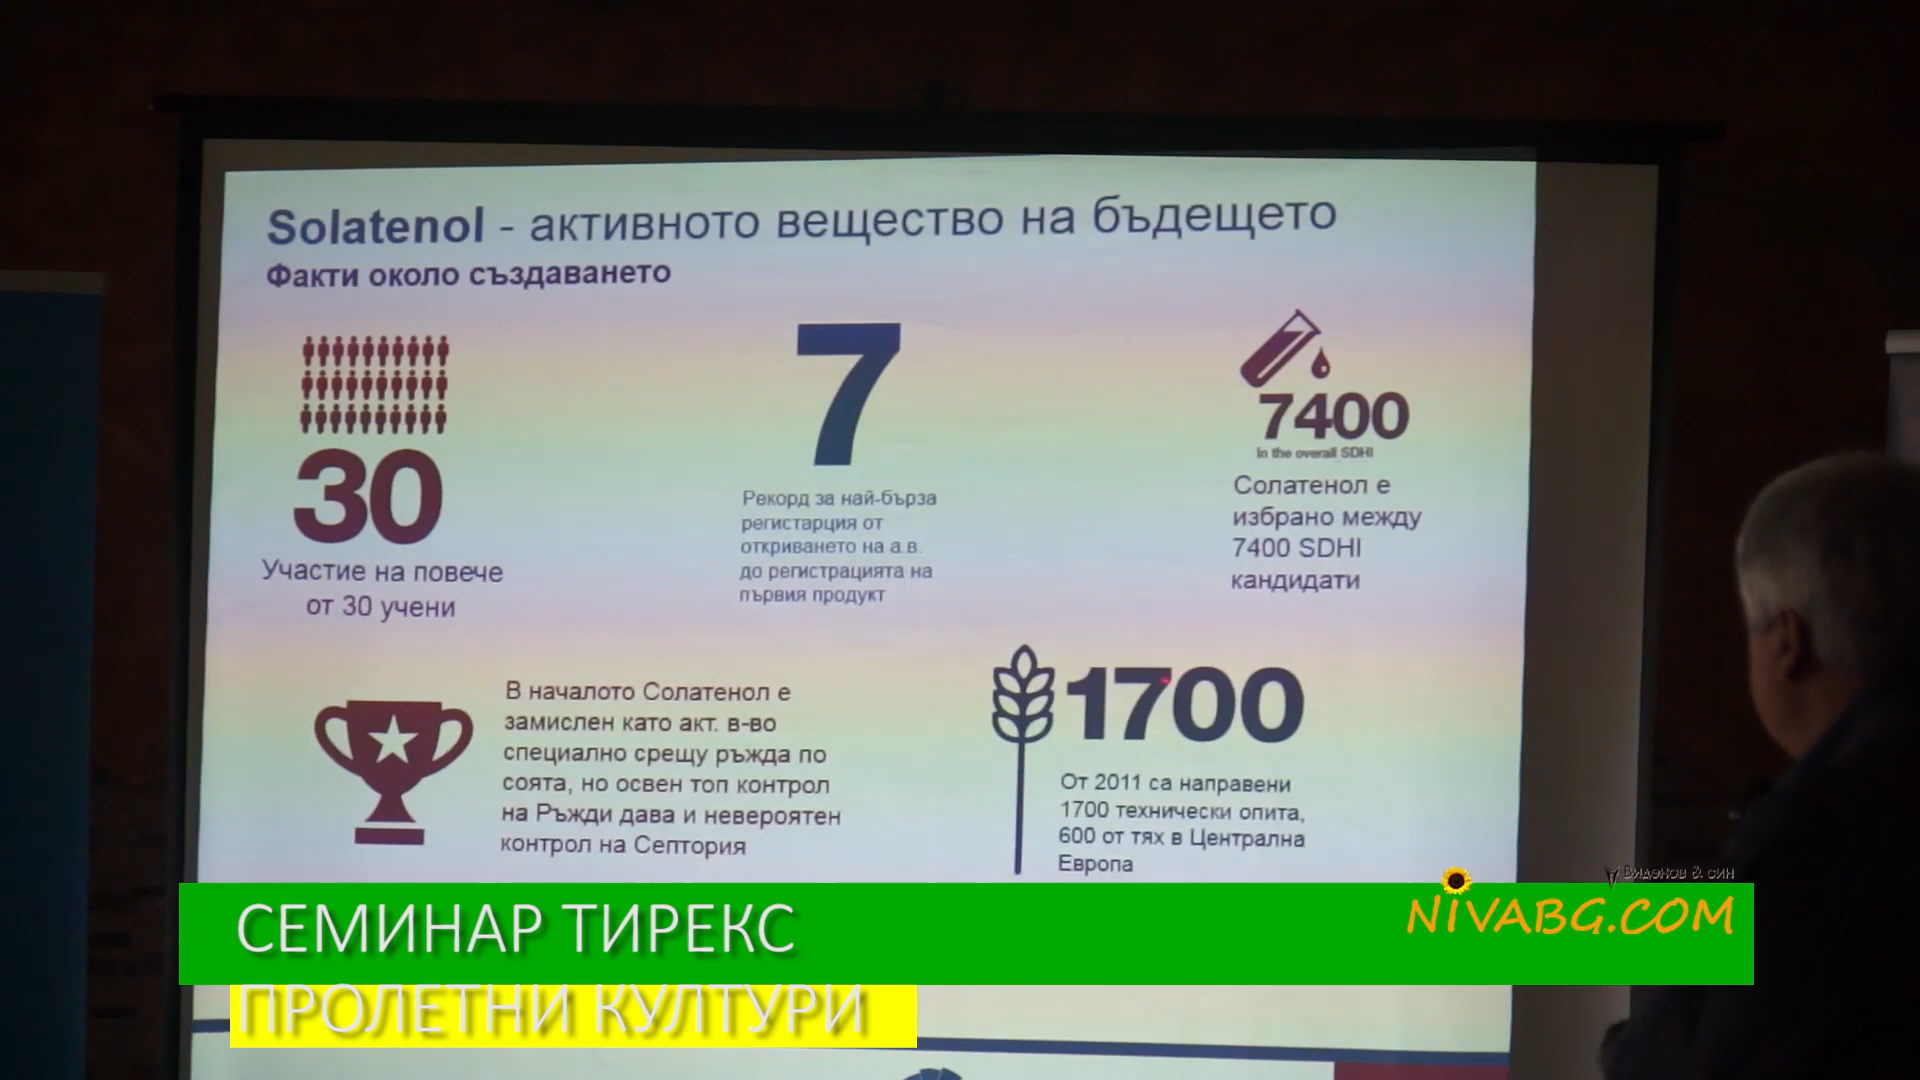 Solatenol - активното вещество на бъдещето
Факти около създаването
30
Участие на повече
от 30 учени
7
Рекорд за най-бърза
регистарция от
откриването на а.в.
до регистрацията на
първия продукт
7400
In the overall SDHI
Солатенол е
избрано между
7400 SDHI
кандидати
В началото Солатенол е
замислен като акт. в-во
специално срещу ръжда по
соята, но освен топ контрол
на Ръжди дава и невероятен
контрол на Септория
1700
От 2011 са направени
1700 технически опита,
600 от тях в Централна
Европа
Виденов & син
NIVABG.COM
СЕМИНАР ТИРЕКС
ПРОЛЕТНИ КУЛТУРИ